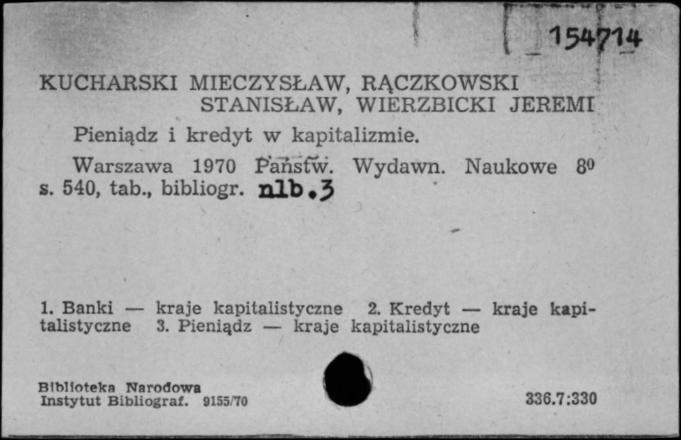 154714
KUCHARSKI MIECZYSŁAW, RĄCZKOWSKI
STANISŁAW, WIERZBICKI JEREMI
Pieniądz i kredyt w kapitalizmie.
Warszawa 1970 Państw. Wydawn. Naukowe 8⁰
s. 540, tab., bibliogr. nlb.3
1. Banki — kraje kapitalistyczne 2. Kredyt — kraje kapi-
talistyczne 3. Pieniądz — kraje kapitalistyczne
Biblioteka Narodowa
Instytut Bibliograf. 9155/70
336.7:330